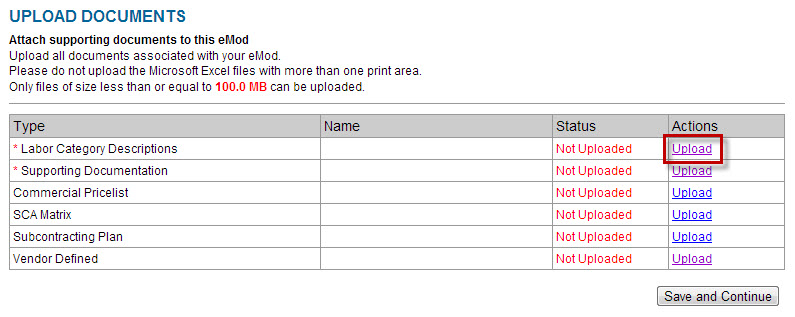 UPLOAD DOCUMENTS
Attach supporting documents to this eMod
Upload all documents associated with your eMod.
Please do not upload the Microsoft Excel files with more than one print area.
Only files of size less than or equal to 100.0 MB can be uploaded.
Type Name Status Actions
* Labor Category Descriptions Not Uploaded Upload
* Supporting Documentation Not Uploaded Upload
Commercial Pricelist Not Uploaded Upload
SCA Matrix Not Uploaded Upload
Subcontracting Plan Not Uploaded Upload
Vendor Defined Not Uploaded Upload
Save and Continue